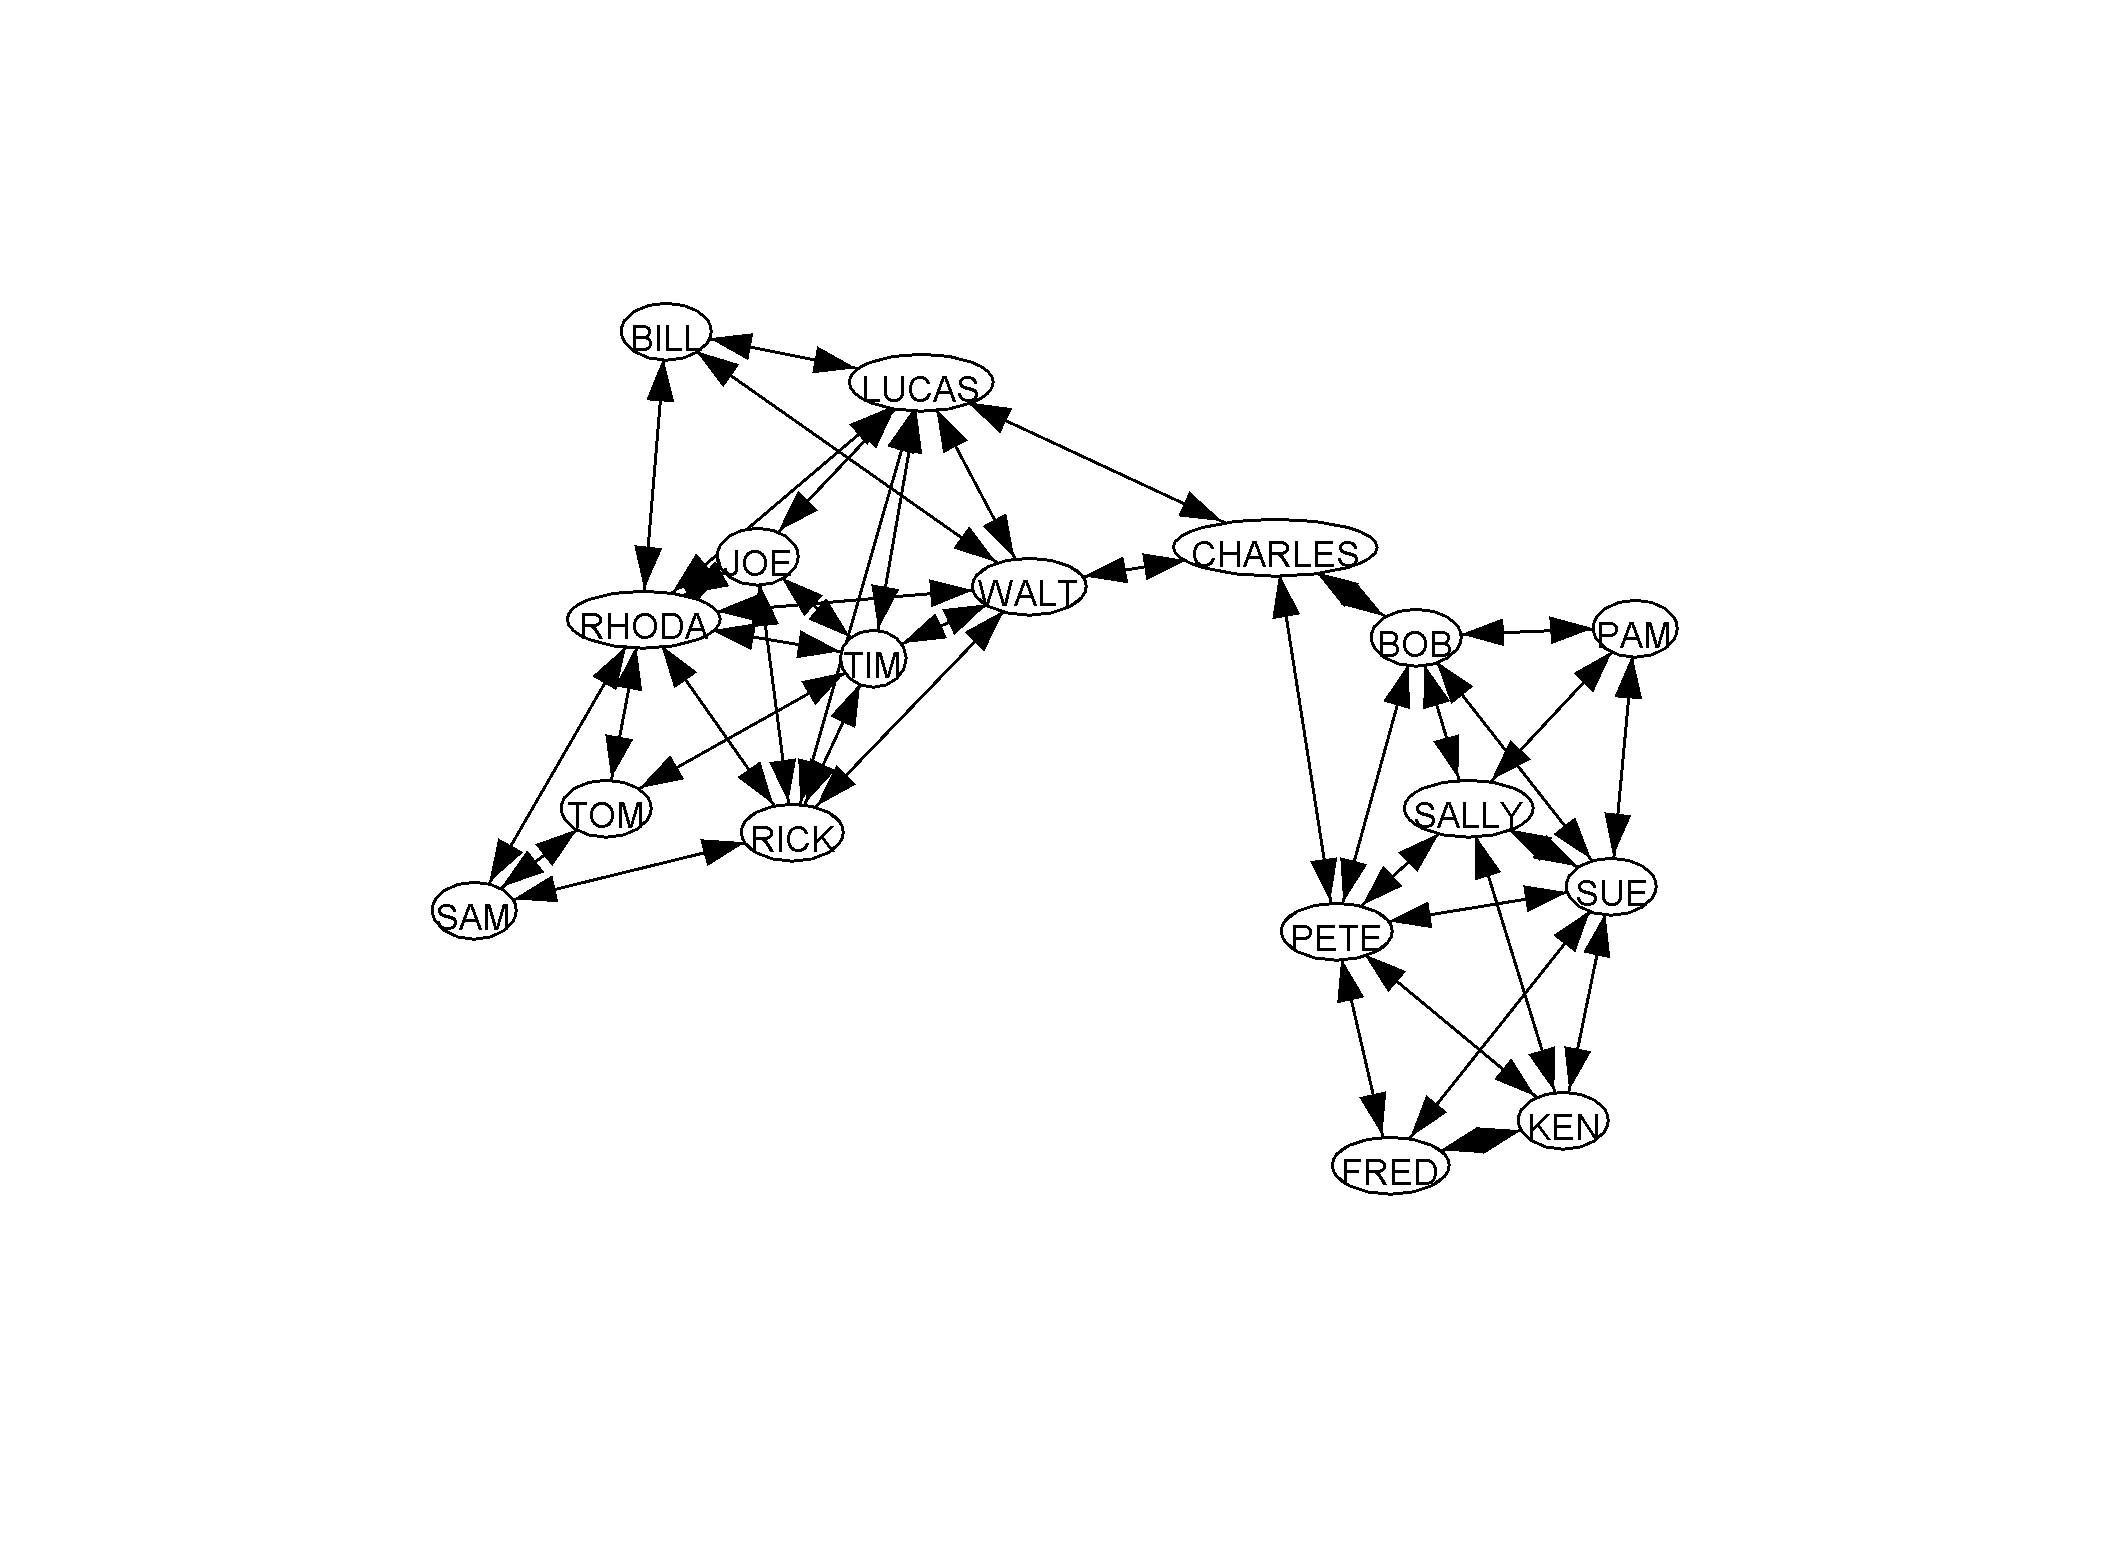 BILL
LUCAS
JOE
CHARLES
WALT
RHODA
TIM
BOB
PAM
TOM
RICK
SALLY
SAM
SUE
PETE
KEN
FRED